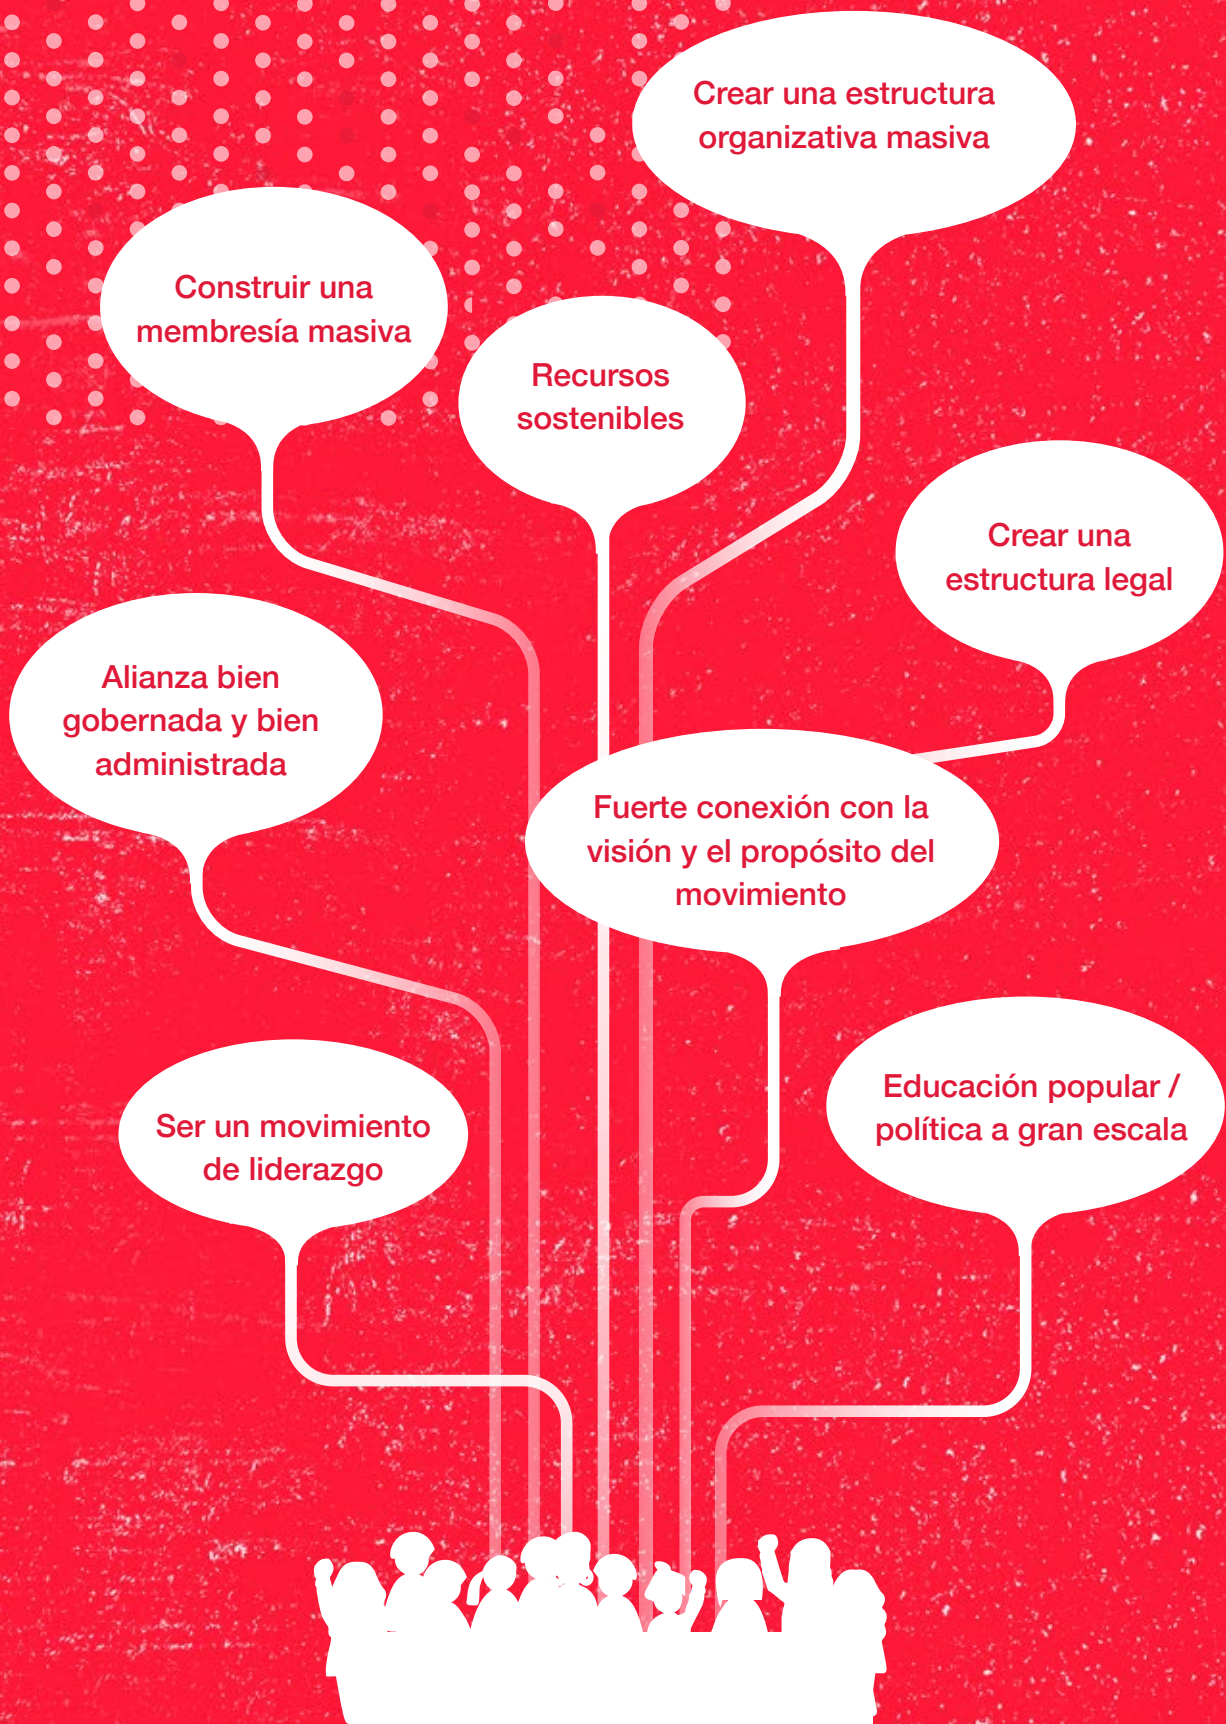 Crear una estructura
organizativa masiva
Construir una
membresía masiva
Recursos
sostenibles
Crear una
estructura legal
Alianza bien
gobernada y bien
administrada
Fuerte conexión con la
visión y el propósito del
movimiento
Educación popular /
política a gran escala
Ser un movimiento
de liderazgo